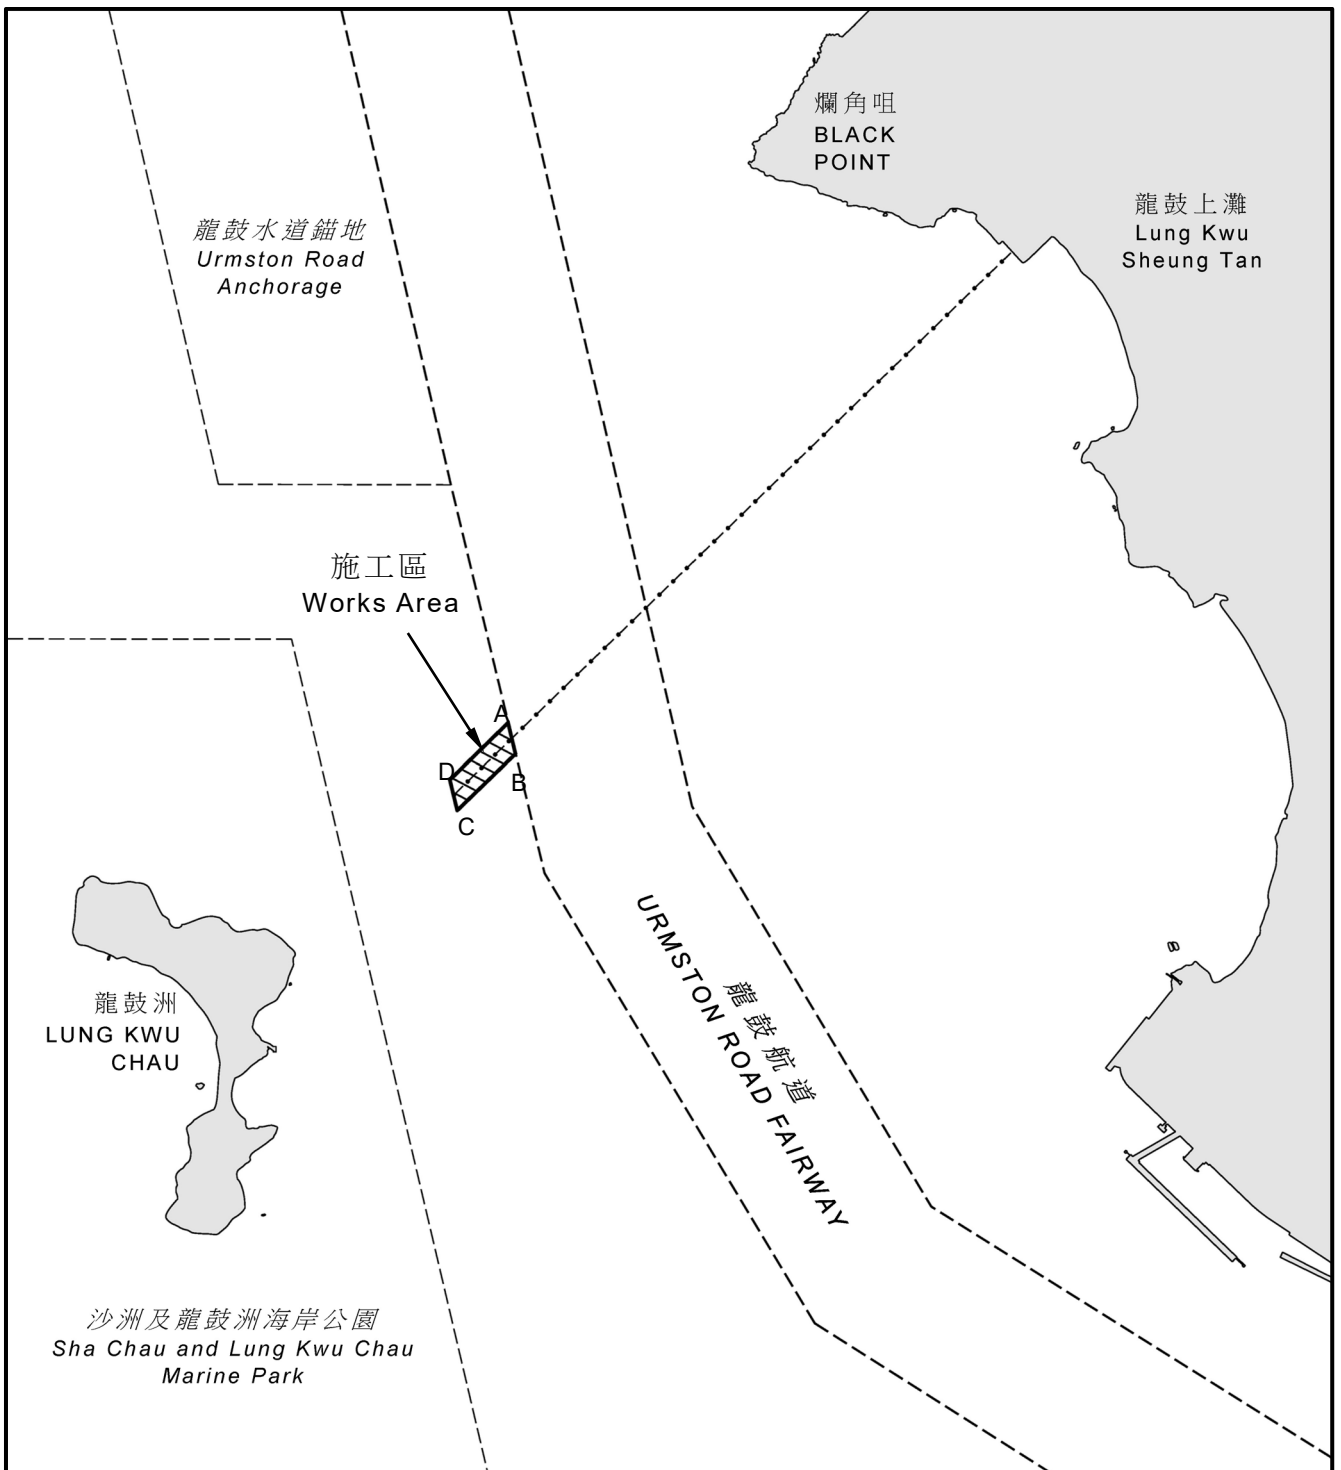 爛角咀
BLACK
POINT
龍鼓上灘
Lung Kwu
Sheung Tan
龍鼓水道錨地
Urmston Road
Anchorage
施工區
Works Area
A
D
B
C
龍鼓航道
URMSTON ROAD FAIRWAY
龍鼓洲
LUNG KWU
CHAU
沙洲及龍鼓洲海岸公園
Sha Chau and Lung Kwu Chau
Marine Park